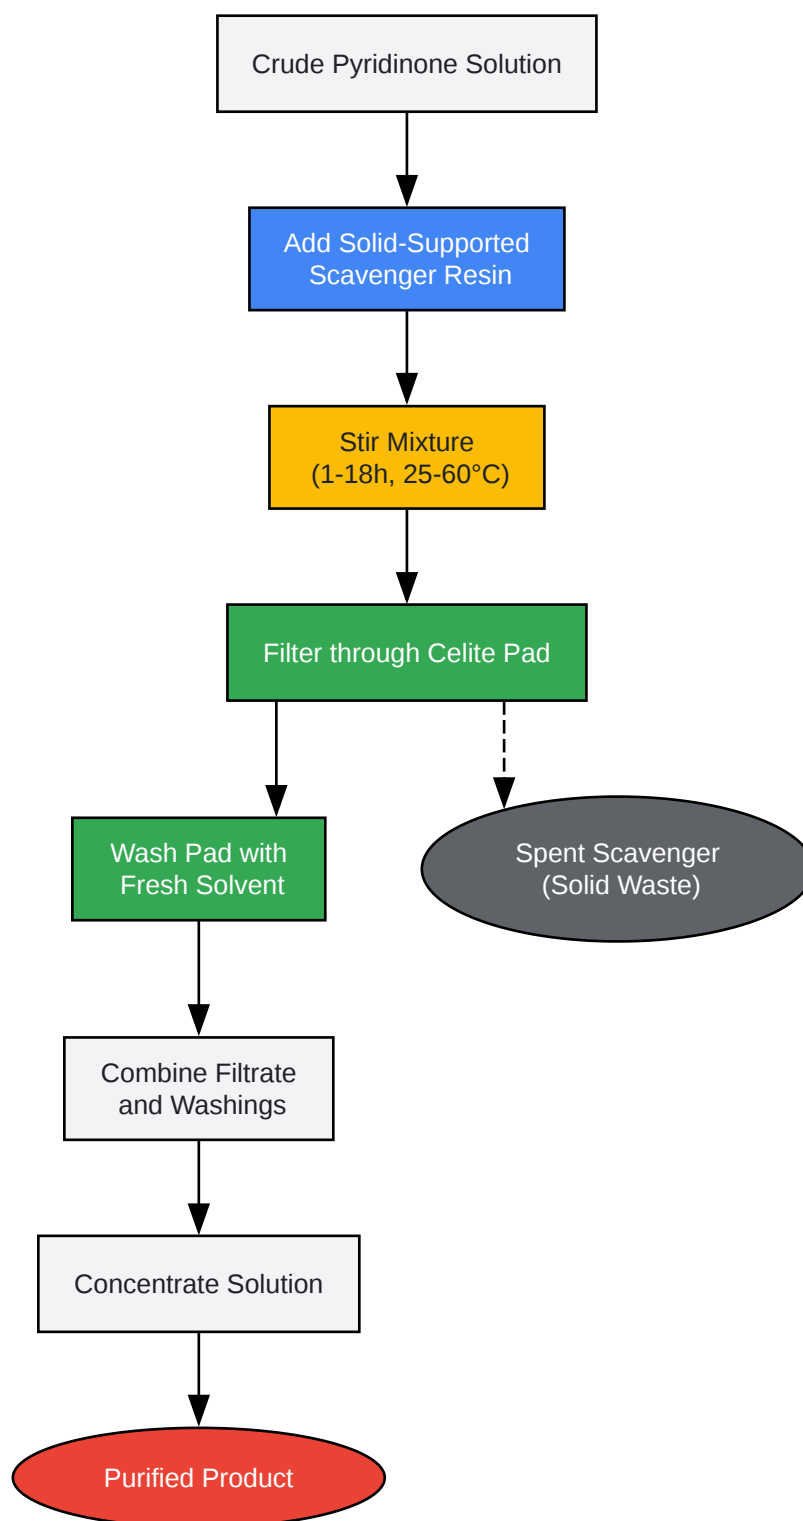 Crude Pyridinone Solution
Add Solid-Supported
Scavenger Resin
Stir Mixture
(1-18h, 25-60°C)
Filter through Celite Pad
Wash Pad with
Fresh Solvent
Spent Scavenger
(Solid Waste)
Combine Filtrate
and Washings
Concentrate Solution
Purified Product